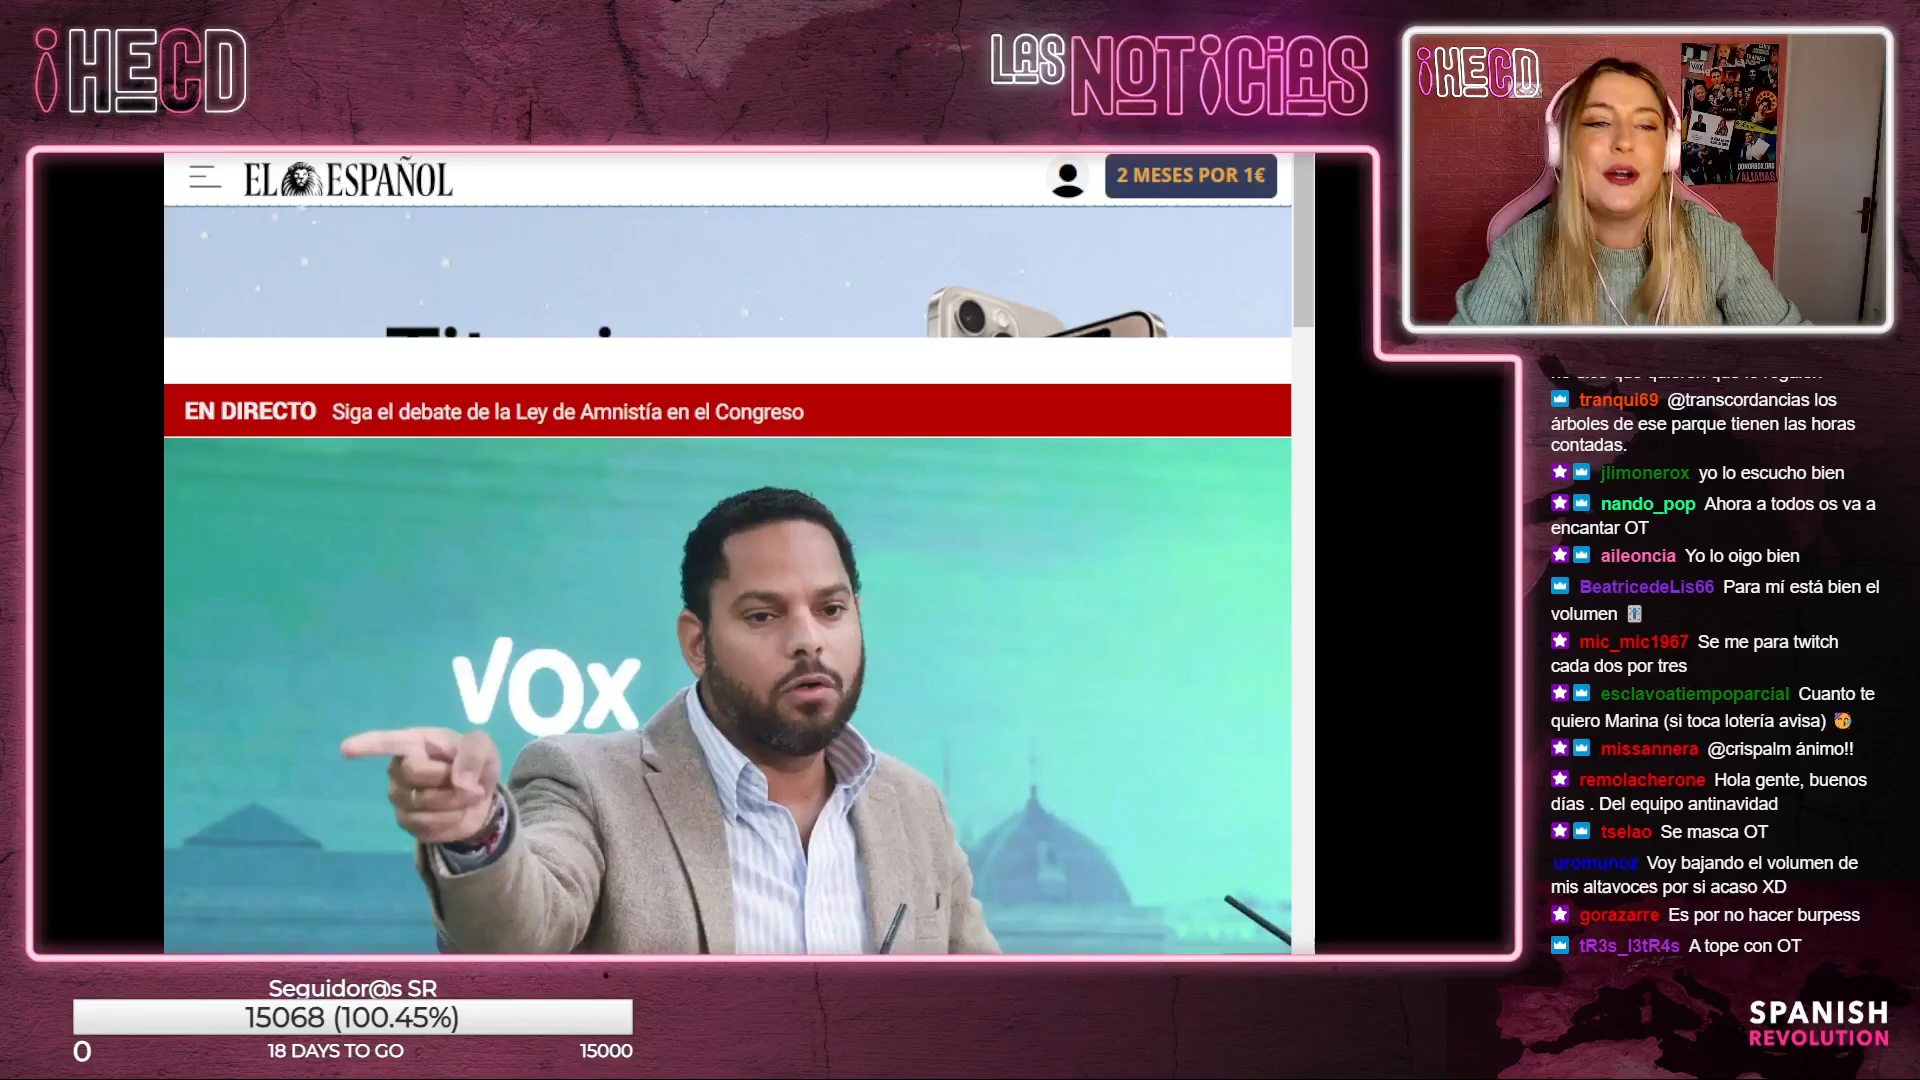 ¡HECD
LAS NOTICIAS
¡HECD
EL ESPAÑOL
2 MESES POR 1€
EN DIRECTO Siga el debate de la Ley de Amnistía en el Congreso
VOX
tranqui69 @transcordancias los
árboles de ese parque tienen las horas
contadas.
jlimonerox yo lo escucho bien
nando_pop Ahora a todos os va a
encantar OT
aileoncia Yo lo oigo bien
BeatricedeLis66 Para mí está bien el
volumen
mic_mic1967 Se me para twitch
cada dos por tres
esclavoatiempoparcial Cuanto te
quiero Marina (si toca lotería avisa)
missannera @crispalm ánimo!!
remolacherone Hola gente, buenos
días . Del equipo antinavidad
tselao Se masca OT
uromunoz Voy bajando el volumen de
mis altavoces por si acaso XD
gorazarre Es por no hacer burpess
tR3s_l3tR4s A tope con OT
Seguidor@s SR
15068 (100.45%)
0 18 DAYS TO GO 15000
SPANISH
REVOLUTION